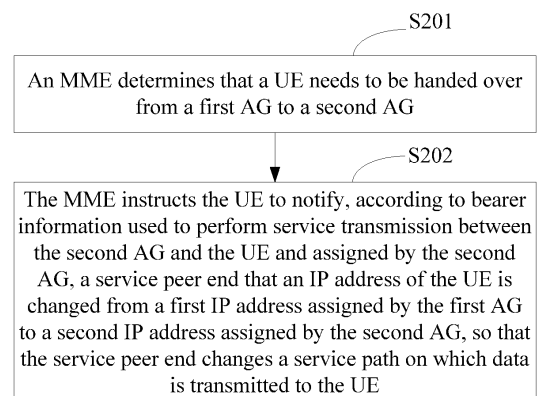 S201
An MME determines that a UE needs to be handed over
from a first AG to a second AG
S202
The MME instructs the UE to notify, according to bearer
information used to perform service transmission between
the second AG and the UE and assigned by the second
AG, a service peer end that an IP address of the UE is
changed from a first IP address assigned by the first AG
to a second IP address assigned by the second AG, so that
the service peer end changes a service path on which data
is transmitted to the UE